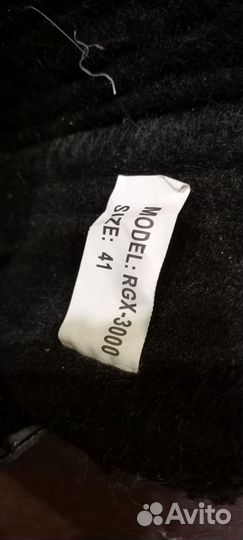 MODEL: RGX-3000
SIZE: 41
Avito